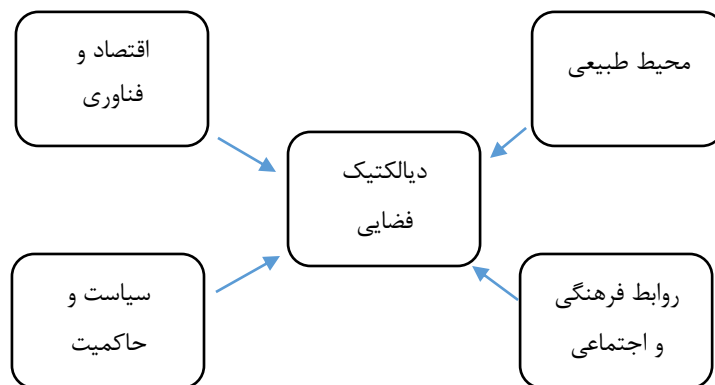 محیط طبیعی
اقتصاد و
فناوری
دیالکتیک
فضایی
روابط فرهنگی
و اجتماعی
سیاست و
حاکمیت